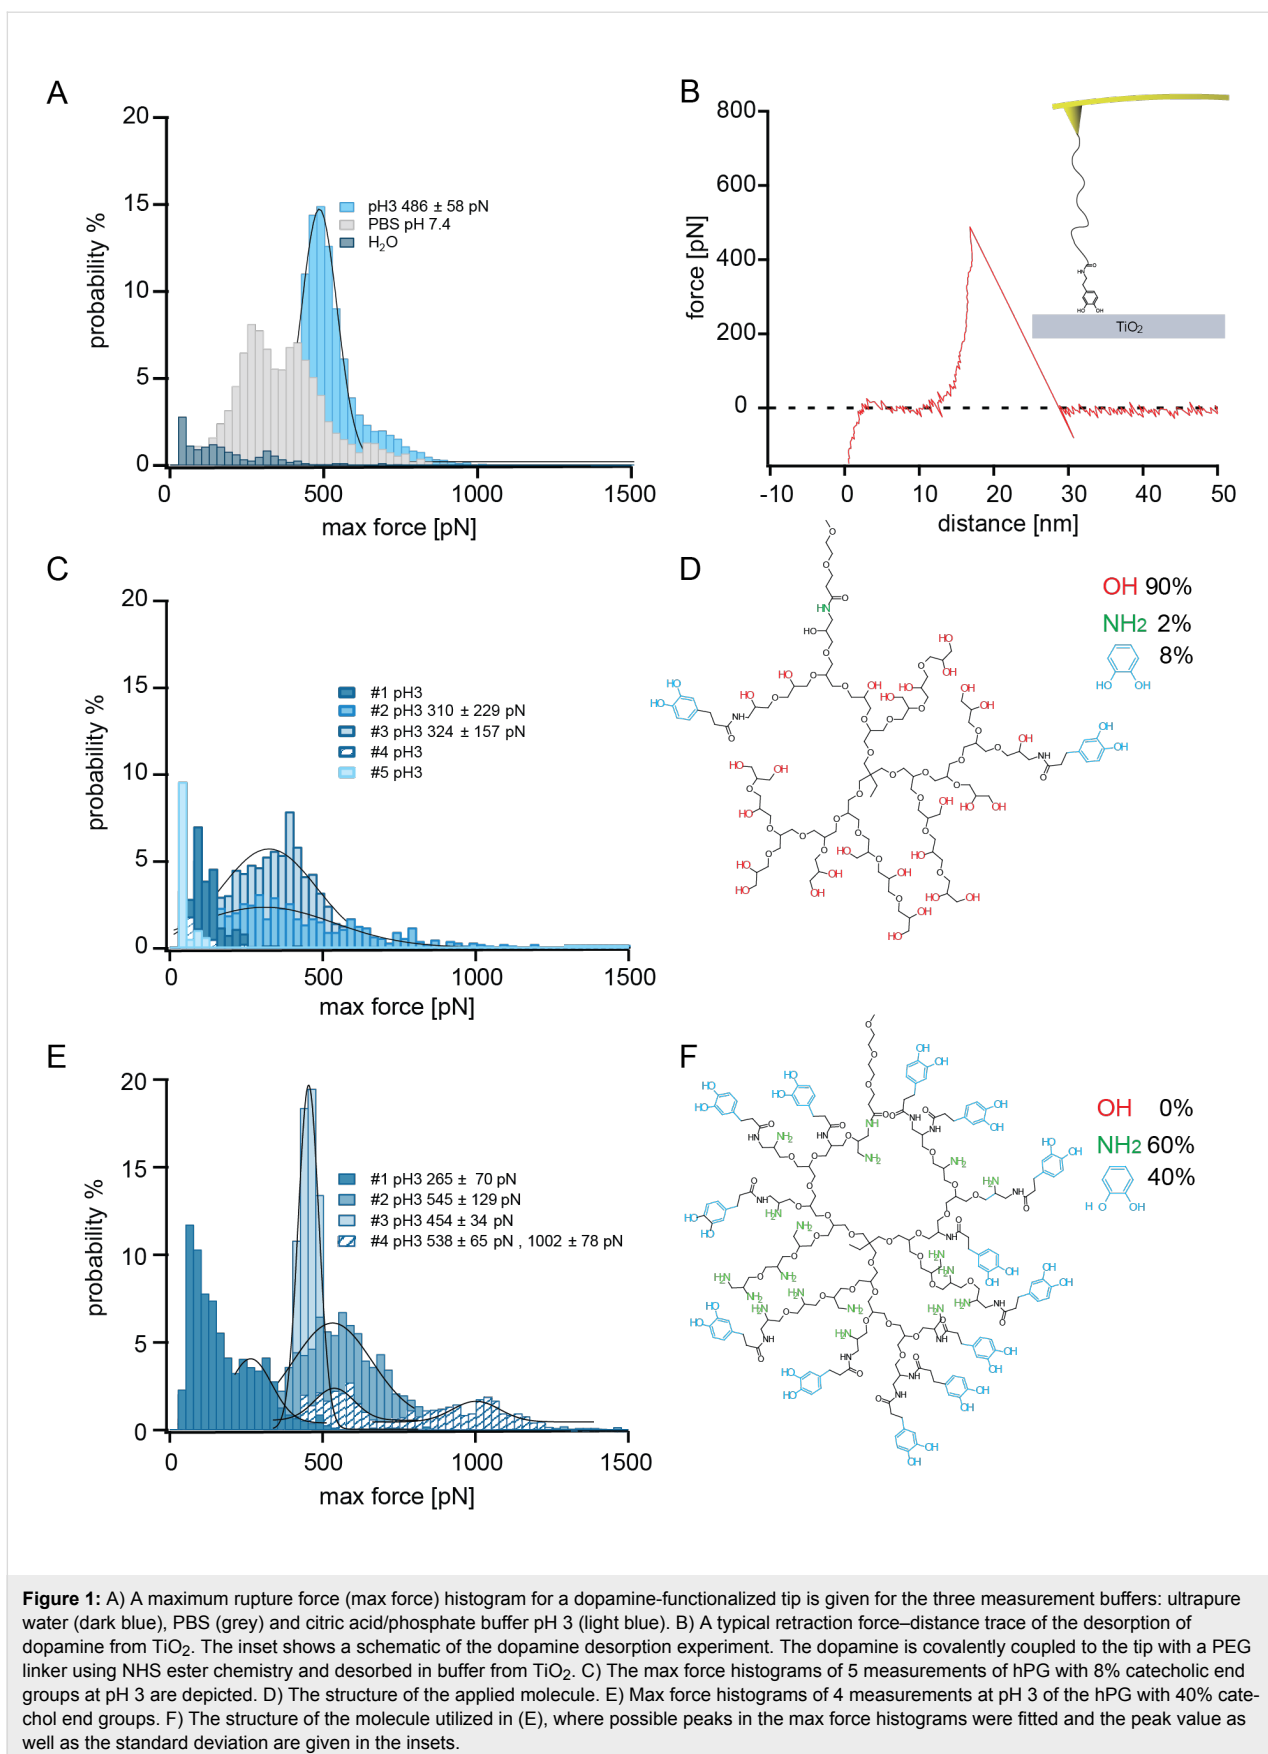 A
20
15
10
5
0
probability %
pH3 486 ± 58 pN
PBS pH 7.4
H2O
0 500 1000 1500
max force [pN]
B
800
600
400
200
0
force [pN]
TiO2
-10 0 10 20 30 40 50
distance [nm]
C
20
15
10
5
0
probability %
#1 pH3
#2 pH3 310 ± 229 pN
#3 pH3 324 ± 157 pN
#4 pH3
#5 pH3
0 500 1000 1500
max force [pN]
D
OH 90%
NH2 2%
8%
HO OH
E
20
15
10
5
0
probability %
#1 pH3 265 ± 70 pN
#2 pH3 545 ± 129 pN
#3 pH3 454 ± 34 pN
#4 pH3 538 ± 65 pN , 1002 ± 78 pN
0 500 1000 1500
max force [pN]
F
OH 0%
NH2 60%
40%
H O OH
Figure 1: A) A maximum rupture force (max force) histogram for a dopamine-functionalized tip is given for the three measurement buffers: ultrapure
water (dark blue), PBS (grey) and citric acid/phosphate buffer pH 3 (light blue). B) A typical retraction force–distance trace of the desorption of
dopamine from TiO2. The inset shows a schematic of the dopamine desorption experiment. The dopamine is covalently coupled to the tip with a PEG
linker using NHS ester chemistry and desorbed in buffer from TiO2. C) The max force histograms of 5 measurements of hPG with 8% catecholic end
groups at pH 3 are depicted. D) The structure of the applied molecule. E) Max force histograms of 4 measurements at pH 3 of the hPG with 40% cate-
chol end groups. F) The structure of the molecule utilized in (E), where possible peaks in the max force histograms were fitted and the peak value as
well as the standard deviation are given in the insets.